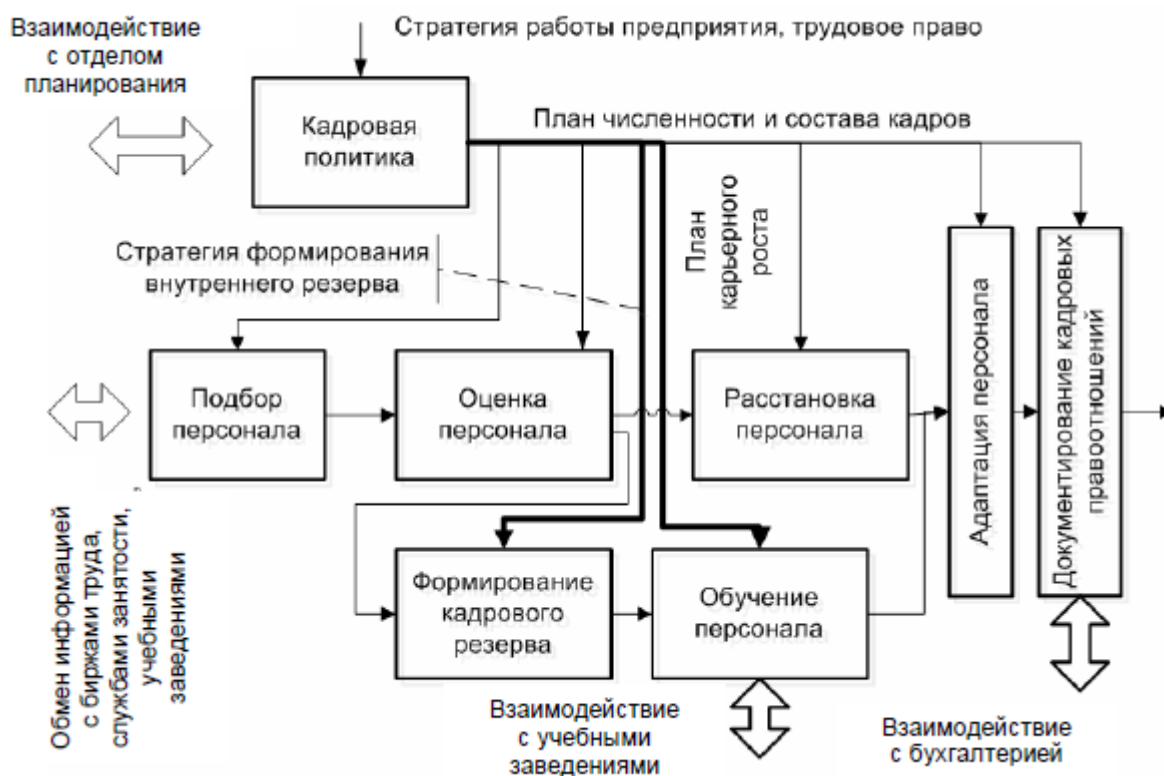 Взаимодействие
с отделом
планирования
Стратегия работы предприятия, трудовое право
Кадровая
политика
План численности и состава кадров
Стратегия формирования
внутреннего резерва
План
карьерного
роста
Подбор
персонала
Оценка
персонала
Расстановка
персонала
Адаптация персонала
Документирование кадровых
правоотношений
Обмен информацией
с биржами труда,
службами занятости,
учебными
заведениями
Формирование
кадрового
резерва
Обучение
персонала
Взаимодействие
с учебными
заведениями
Взаимодействие
с бухгалтерией